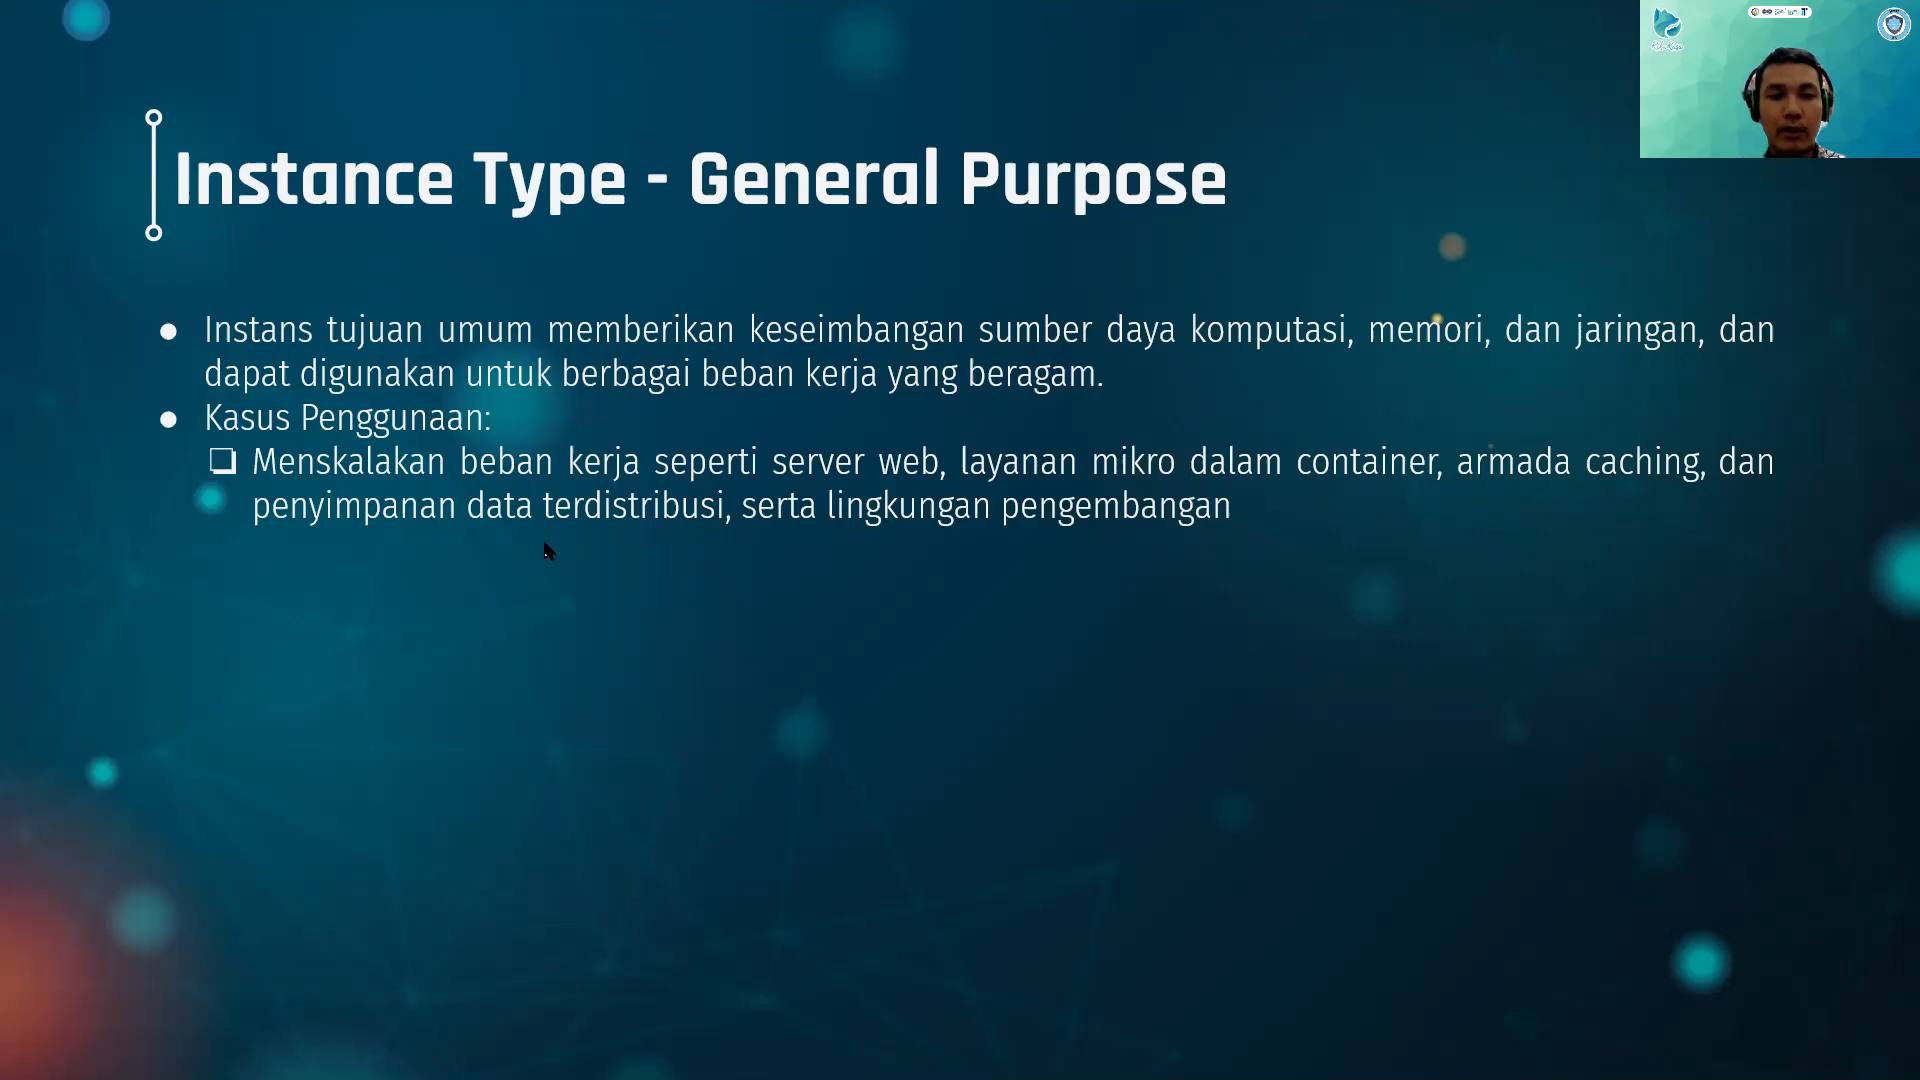 Instance Type - General Purpose
● Instans tujuan umum memberikan keseimbangan sumber daya komputasi, memori, dan jaringan, dan
dapat digunakan untuk berbagai beban kerja yang beragam.
● Kasus Penggunaan:
❏ Menskalakan beban kerja seperti server web, layanan mikro dalam container, armada caching, dan
penyimpanan data terdistribusi, serta lingkungan pengembangan